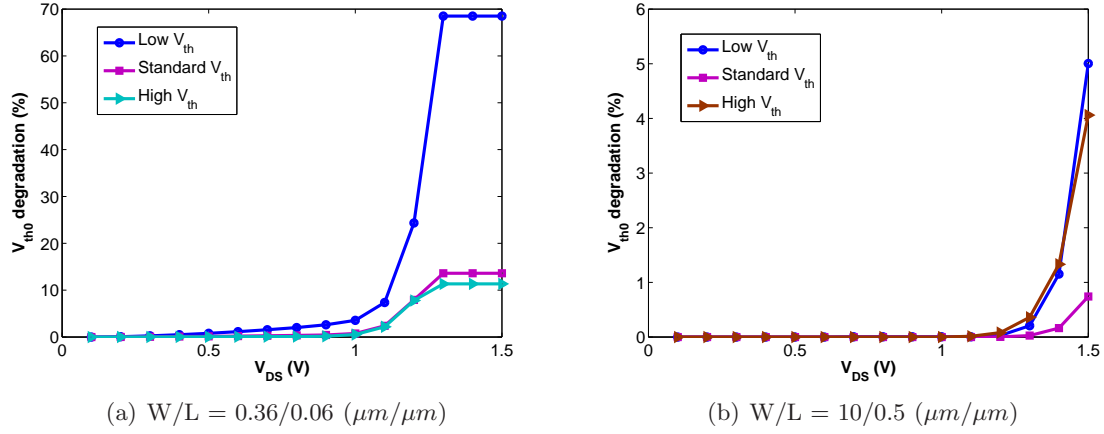 70
60
50
40
30
20
10
0
V_th0 degradation (%)
Low V_th
Standard V_th
High V_th
0 0.5 1 1.5
V_DS (V)
(a) W/L = 0.36/0.06 (μm/μm)
6
5
4
3
2
1
0
V_th0 degradation (%)
Low V_th
Standard V_th
High V_th
0 0.5 1 1.5
V_DS (V)
(b) W/L = 10/0.5 (μm/μm)